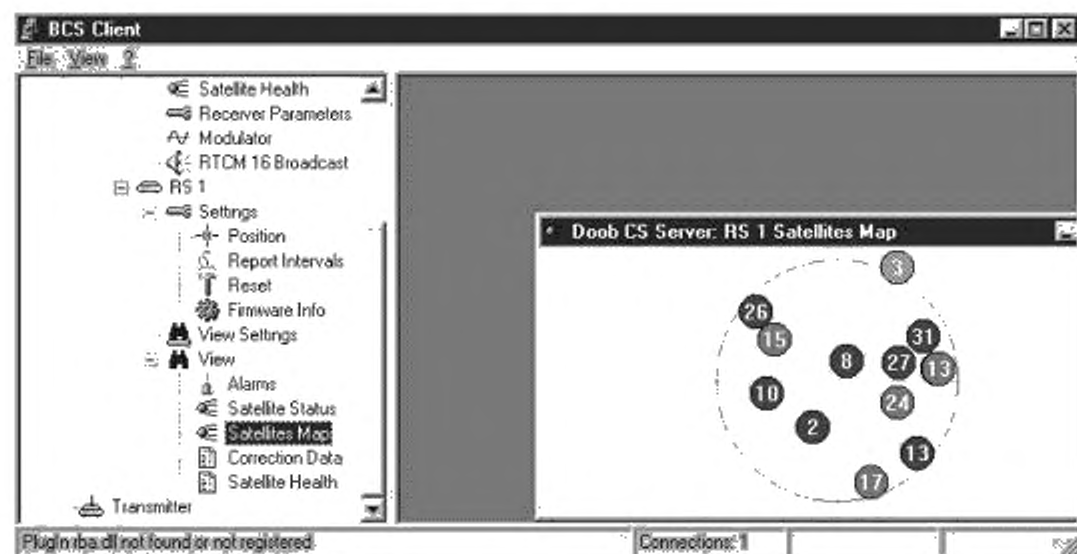 BCS Client
File View ?
Satellite Health
Receiver Parameters
Modulator
RTCM 16 Broadcast
RS 1
Settings
Position
Report Intervals
Reset
Firmware Info
View Settings
View
Alarms
Satellite Status
Satellites Map
Correction Data
Satellite Health
Transmitter
Doob CS Server: RS 1 Satellites Map
3
26
15
31
8
27
13
10
24
2
13
17
PlugIn rba.dll not found or not registered
Connections: 1